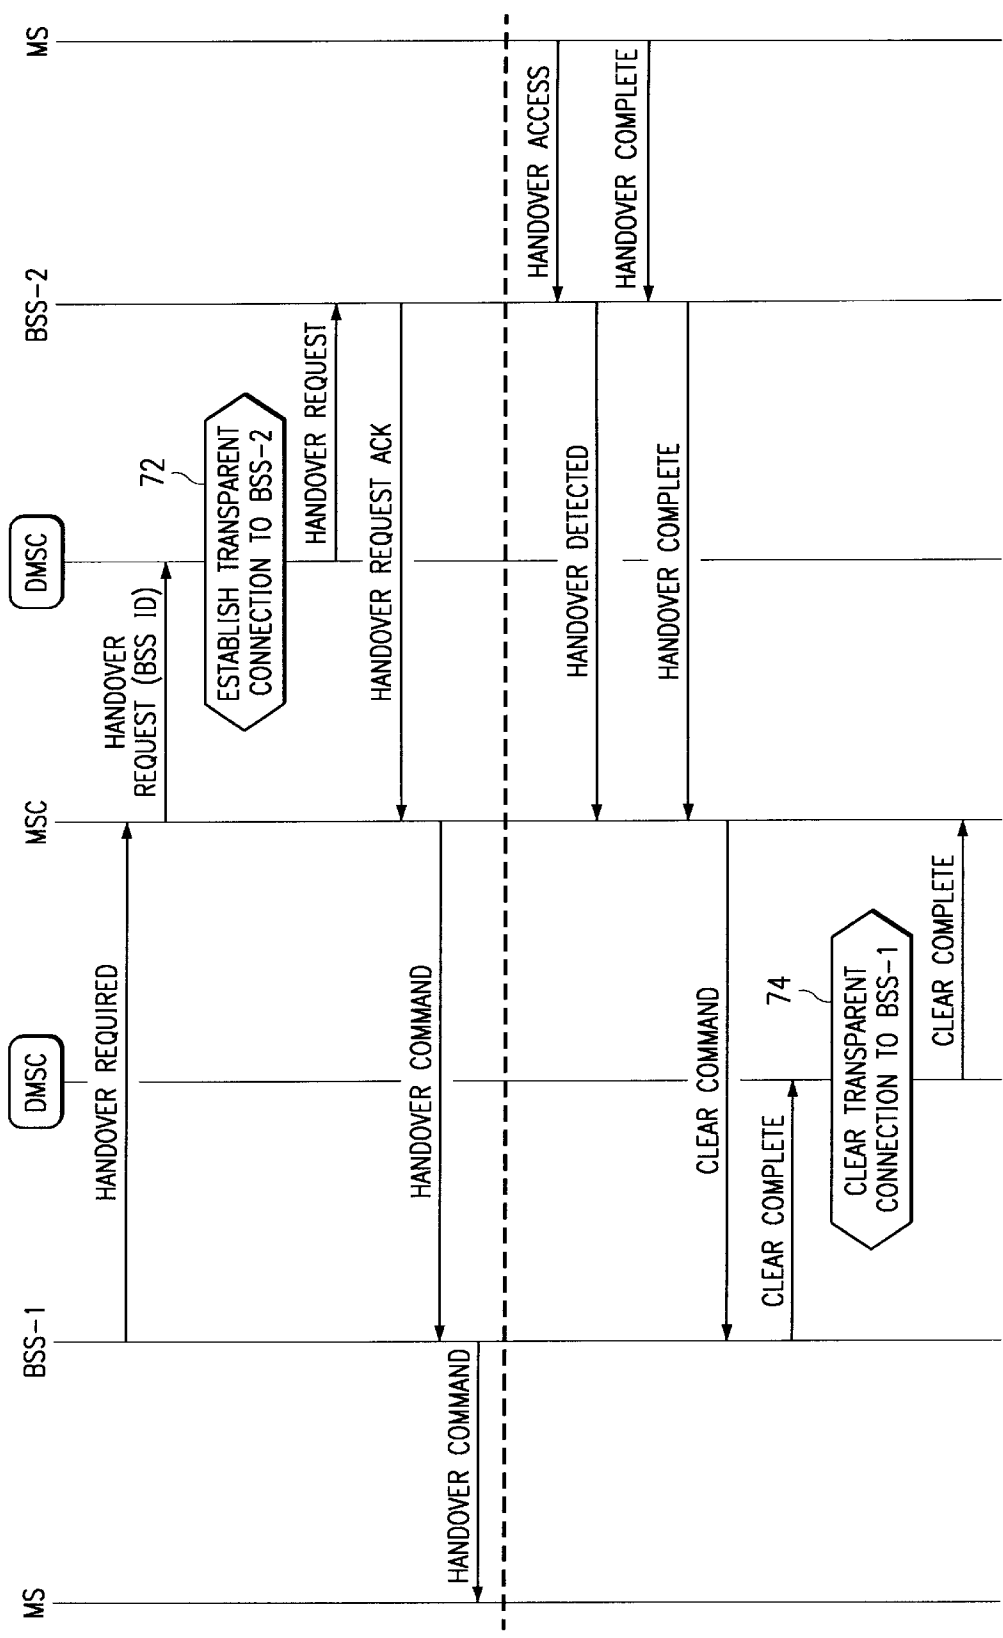 MS
BSS-1
DMSC
MSC
DMSC
BSS-2
MS
HANDOVER REQUIRED
HANDOVER
REQUEST (BSS ID)
72
ESTABLISH TRANSPARENT
CONNECTION TO BSS-2
HANDOVER REQUEST
HANDOVER REQUEST ACK
HANDOVER COMMAND
HANDOVER COMMAND
HANDOVER ACCESS
HANDOVER DETECTED
HANDOVER COMPLETE
HANDOVER COMPLETE
CLEAR COMMAND
CLEAR COMPLETE
74
CLEAR TRANSPARENT
CONNECTION TO BSS-1
CLEAR COMPLETE